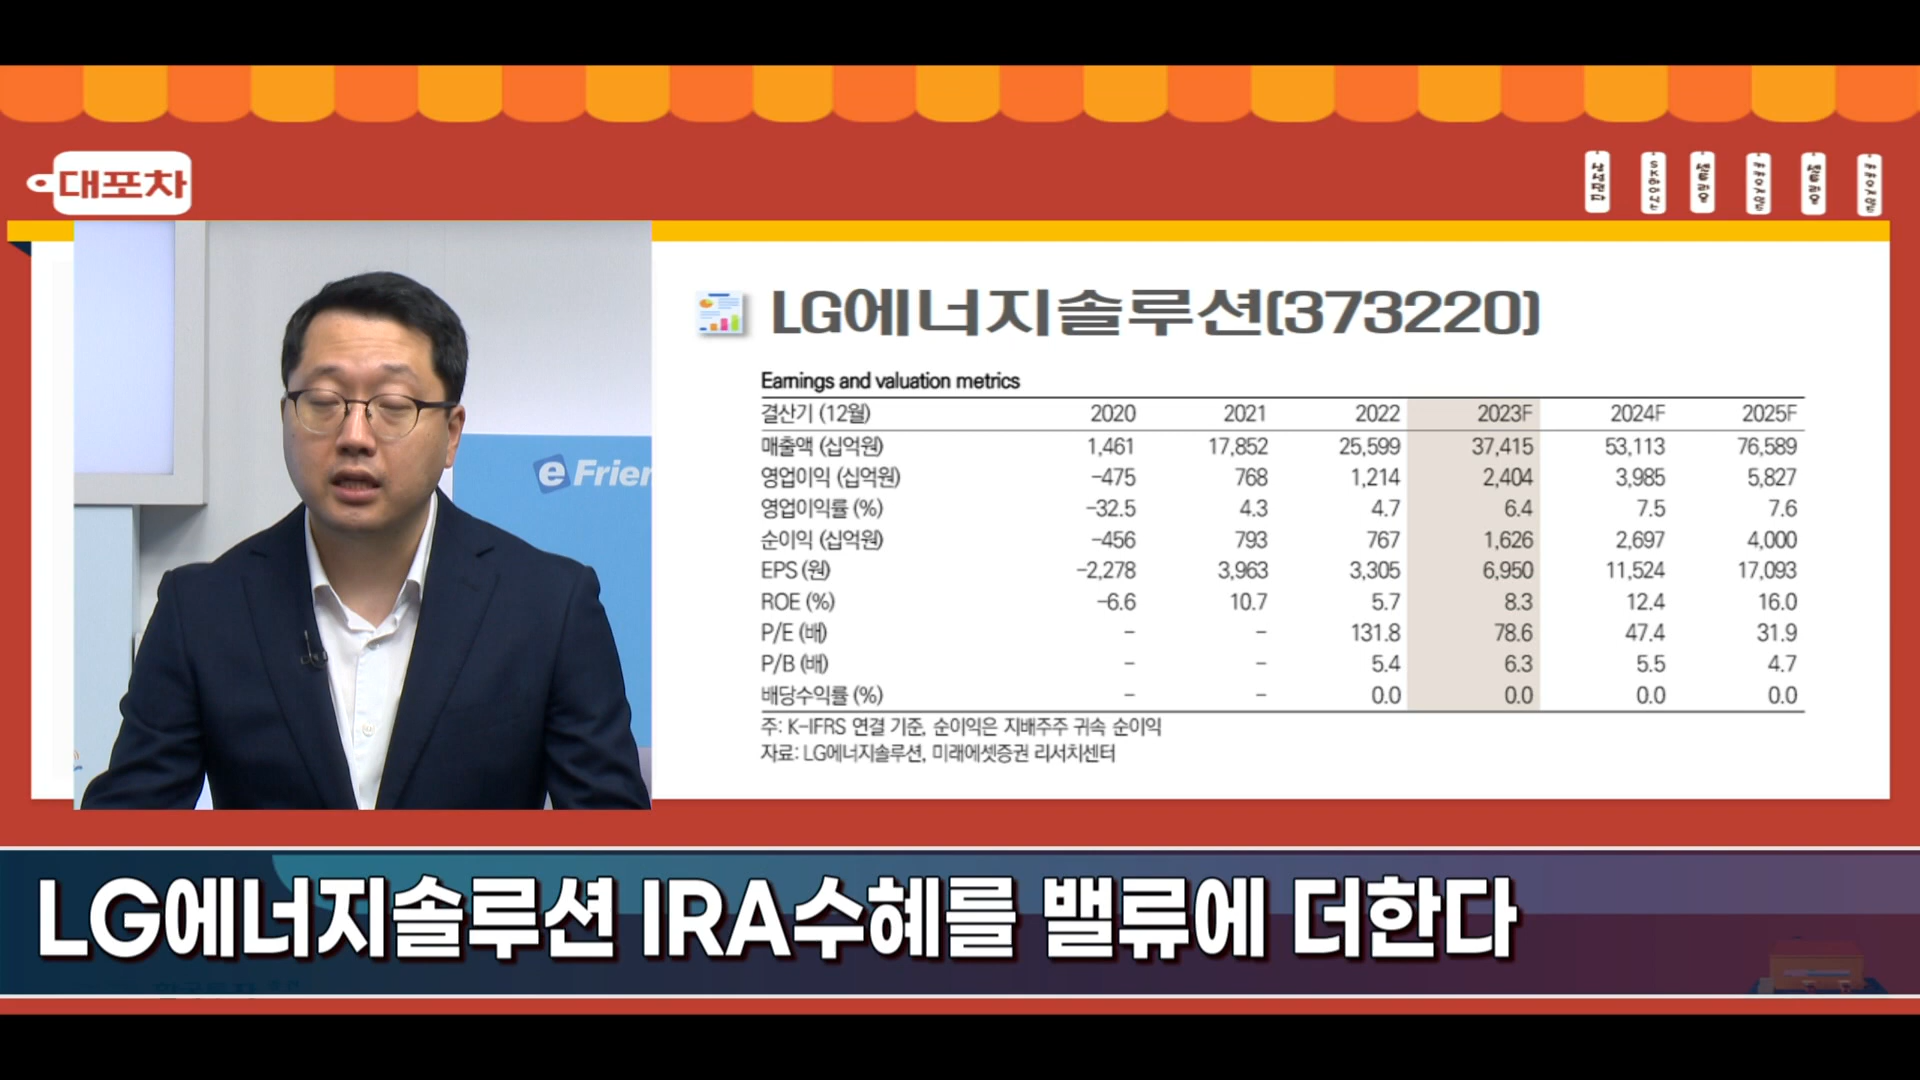 대포차
삼성전자
e Frien
LG에너지솔루션(373220)
Earnings and valuation metrics
결산기 (12월) 2020 2021 2022 2023F 2024F 2025F
매출액 (십억원) 1,461 17,852 25,599 37,415 53,113 76,589
영업이익 (십억원) -475 768 1,214 2,404 3,985 5,827
영업이익률 (%) -32.5 4.3 4.7 6.4 7.5 7.6
순이익 (십억원) -456 793 767 1,626 2,697 4,000
EPS (원) -2,278 3,963 3,305 6,950 11,524 17,093
ROE (%) -6.6 10.7 5.7 8.3 12.4 16.0
P/E (배) - - 131.8 78.6 47.4 31.9
P/B (배) - - 5.4 6.3 5.5 4.7
배당수익률 (%) - - 0.0 0.0 0.0 0.0
주: K-IFRS 연결 기준, 순이익은 지배주주 귀속 순이익
자료: LG에너지솔루션, 미래에셋증권 리서치센터
LG에너지솔루션 IRA수혜를 밸류에 더한다